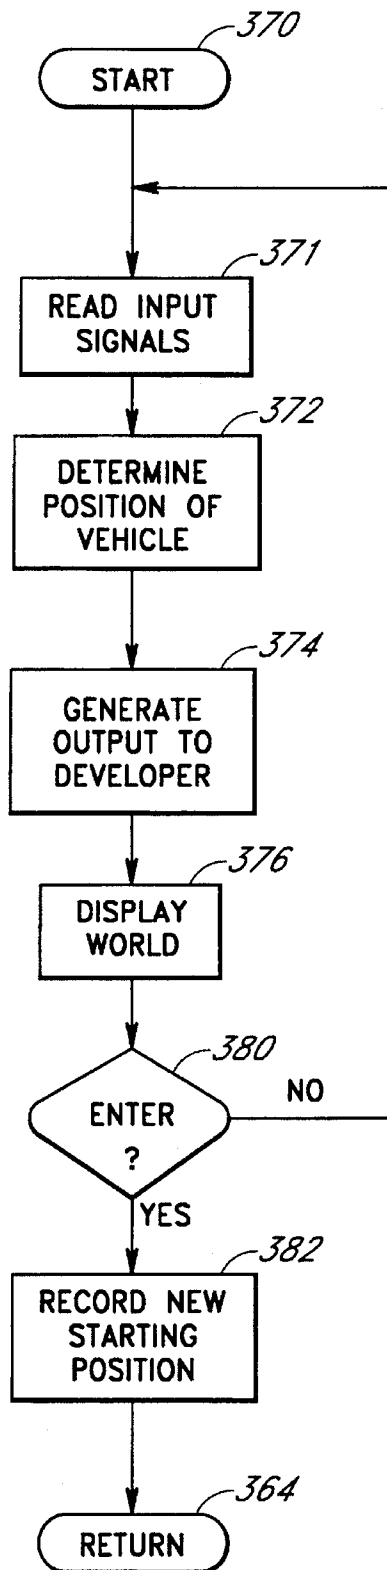 370
START
371
READ INPUT
SIGNALS
372
DETERMINE
POSITION OF
VEHICLE
374
GENERATE
OUTPUT TO
DEVELOPER
376
DISPLAY
WORLD
380
ENTER
?
NO
YES
382
RECORD NEW
STARTING
POSITION
364
RETURN